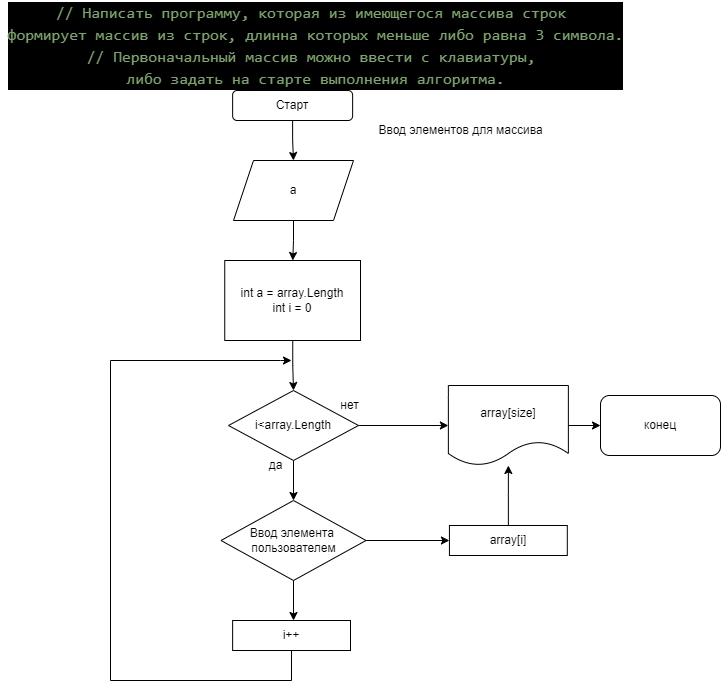 // Написать программу, которая из имеющегося массива строк
формирует массив из строк, длинна которых меньше либо равна 3 символа.
// Первоначальный массив можно ввести с клавиатуры,
либо задать на старте выполнения алгоритма.
Старт
Ввод элементов для массива
a
int a = array.Length
int i = 0
нет
i<array.Length
array[size]
конец
да
Ввод элемента
пользователем
array[i]
i++